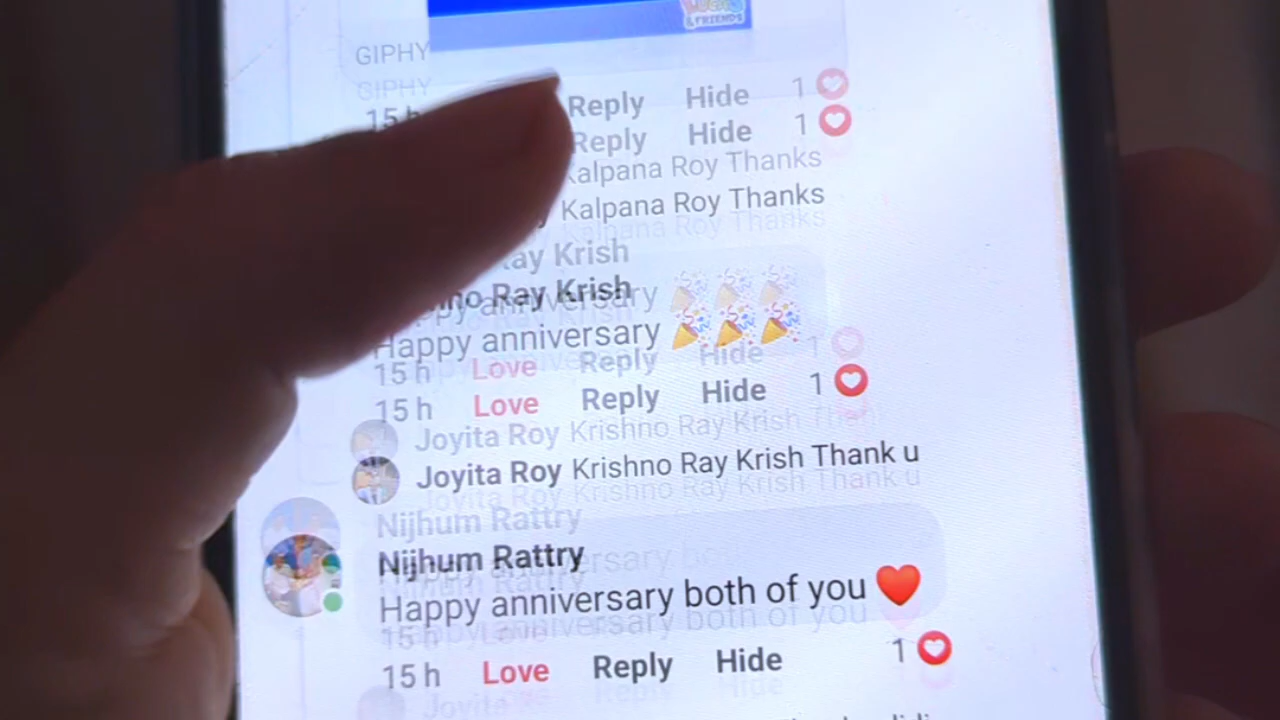 & FRIENDS
GIPHY
15 h Reply Hide 1
Kalpana Roy Thanks
Ray Krish
Happy anniversary 🎉🎉🎉
15 h Love Reply Hide 1
Joyita Roy Krishno Ray Krish Thank u
Nijhum Rattry
Happy anniversary both of you ❤️
15 h Love Reply Hide 1